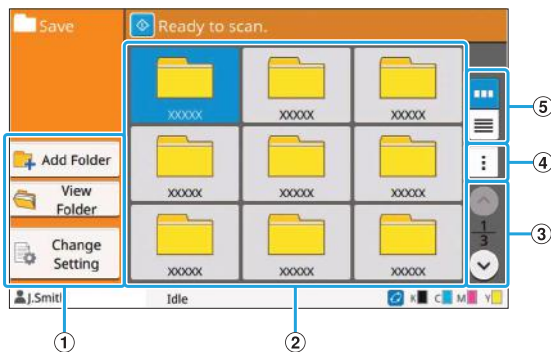 Save
Ready to scan.
xxxxx
xxxxx
xxxxx
Add Folder
xxxxx
xxxxx
xxxxx
View
Folder
Change
Setting
xxxxx
xxxxx
xxxxx
1
3
J.Smith
Idle
K
C
M
Y
5
4
3
1
2